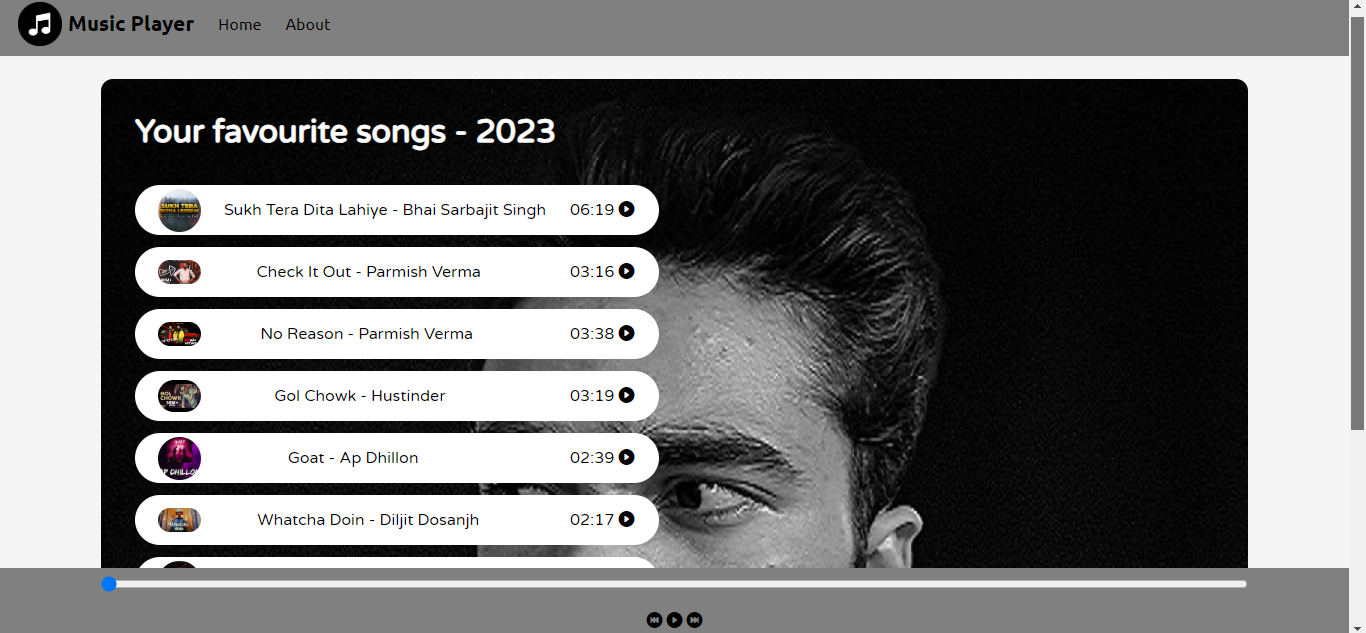 Music Player Home About
Your favourite songs - 2023
Sukh Tera Dita Lahiye - Bhai Sarbajit Singh 06:19
Check It Out - Parmish Verma 03:16
No Reason - Parmish Verma 03:38
Gol Chowk - Hustinder 03:19
Goat - Ap Dhillon 02:39
Whatcha Doin - Diljit Dosanjh 02:17